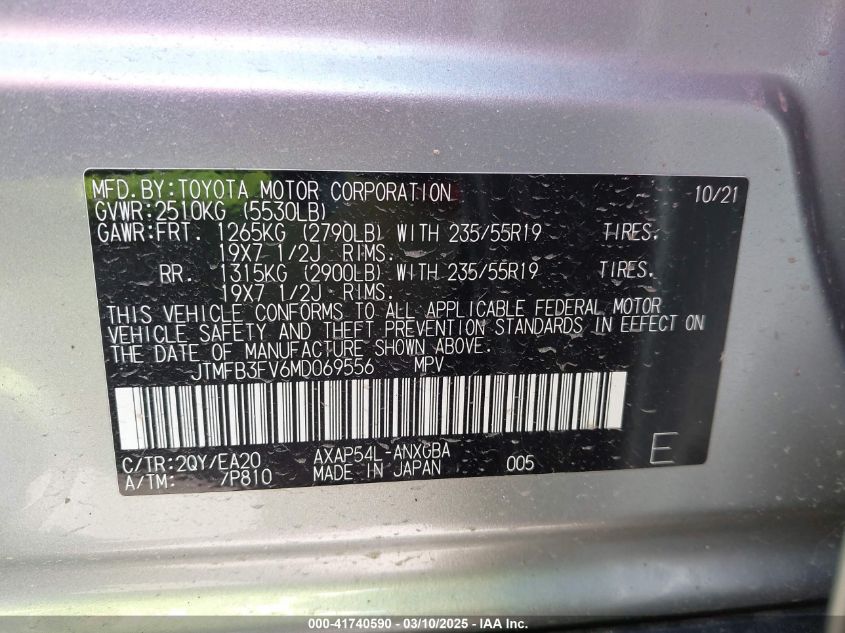 MFD.BY:TOYOTA MOTOR CORPORATION 10/21
GVWR:2510KG (5530LB)
GAWR:FRT. 1265KG (2790LB) WITH 235/55R19 TIRES.
19X7 1/2J RIMS.
RR. 1315KG (2900LB) WITH 235/55R19 TIRES.
19X7 1/2J RIMS.
THIS VEHICLE CONFORMS TO ALL APPLICABLE FEDERAL MOTOR
VEHICLE SAFETY AND THEFT PREVENTION STANDARDS IN EFFECT ON
THE DATE OF MANUFACTURE SHOWN ABOVE.
JTMFB3FV6MD069556 MPV
C/TR:2QY/EA20 AXAP54L-ANXGBA
A/TM: /P810 MADE IN JAPAN 005 E
000-41740590 — 03/10/2025 — IAA Inc.